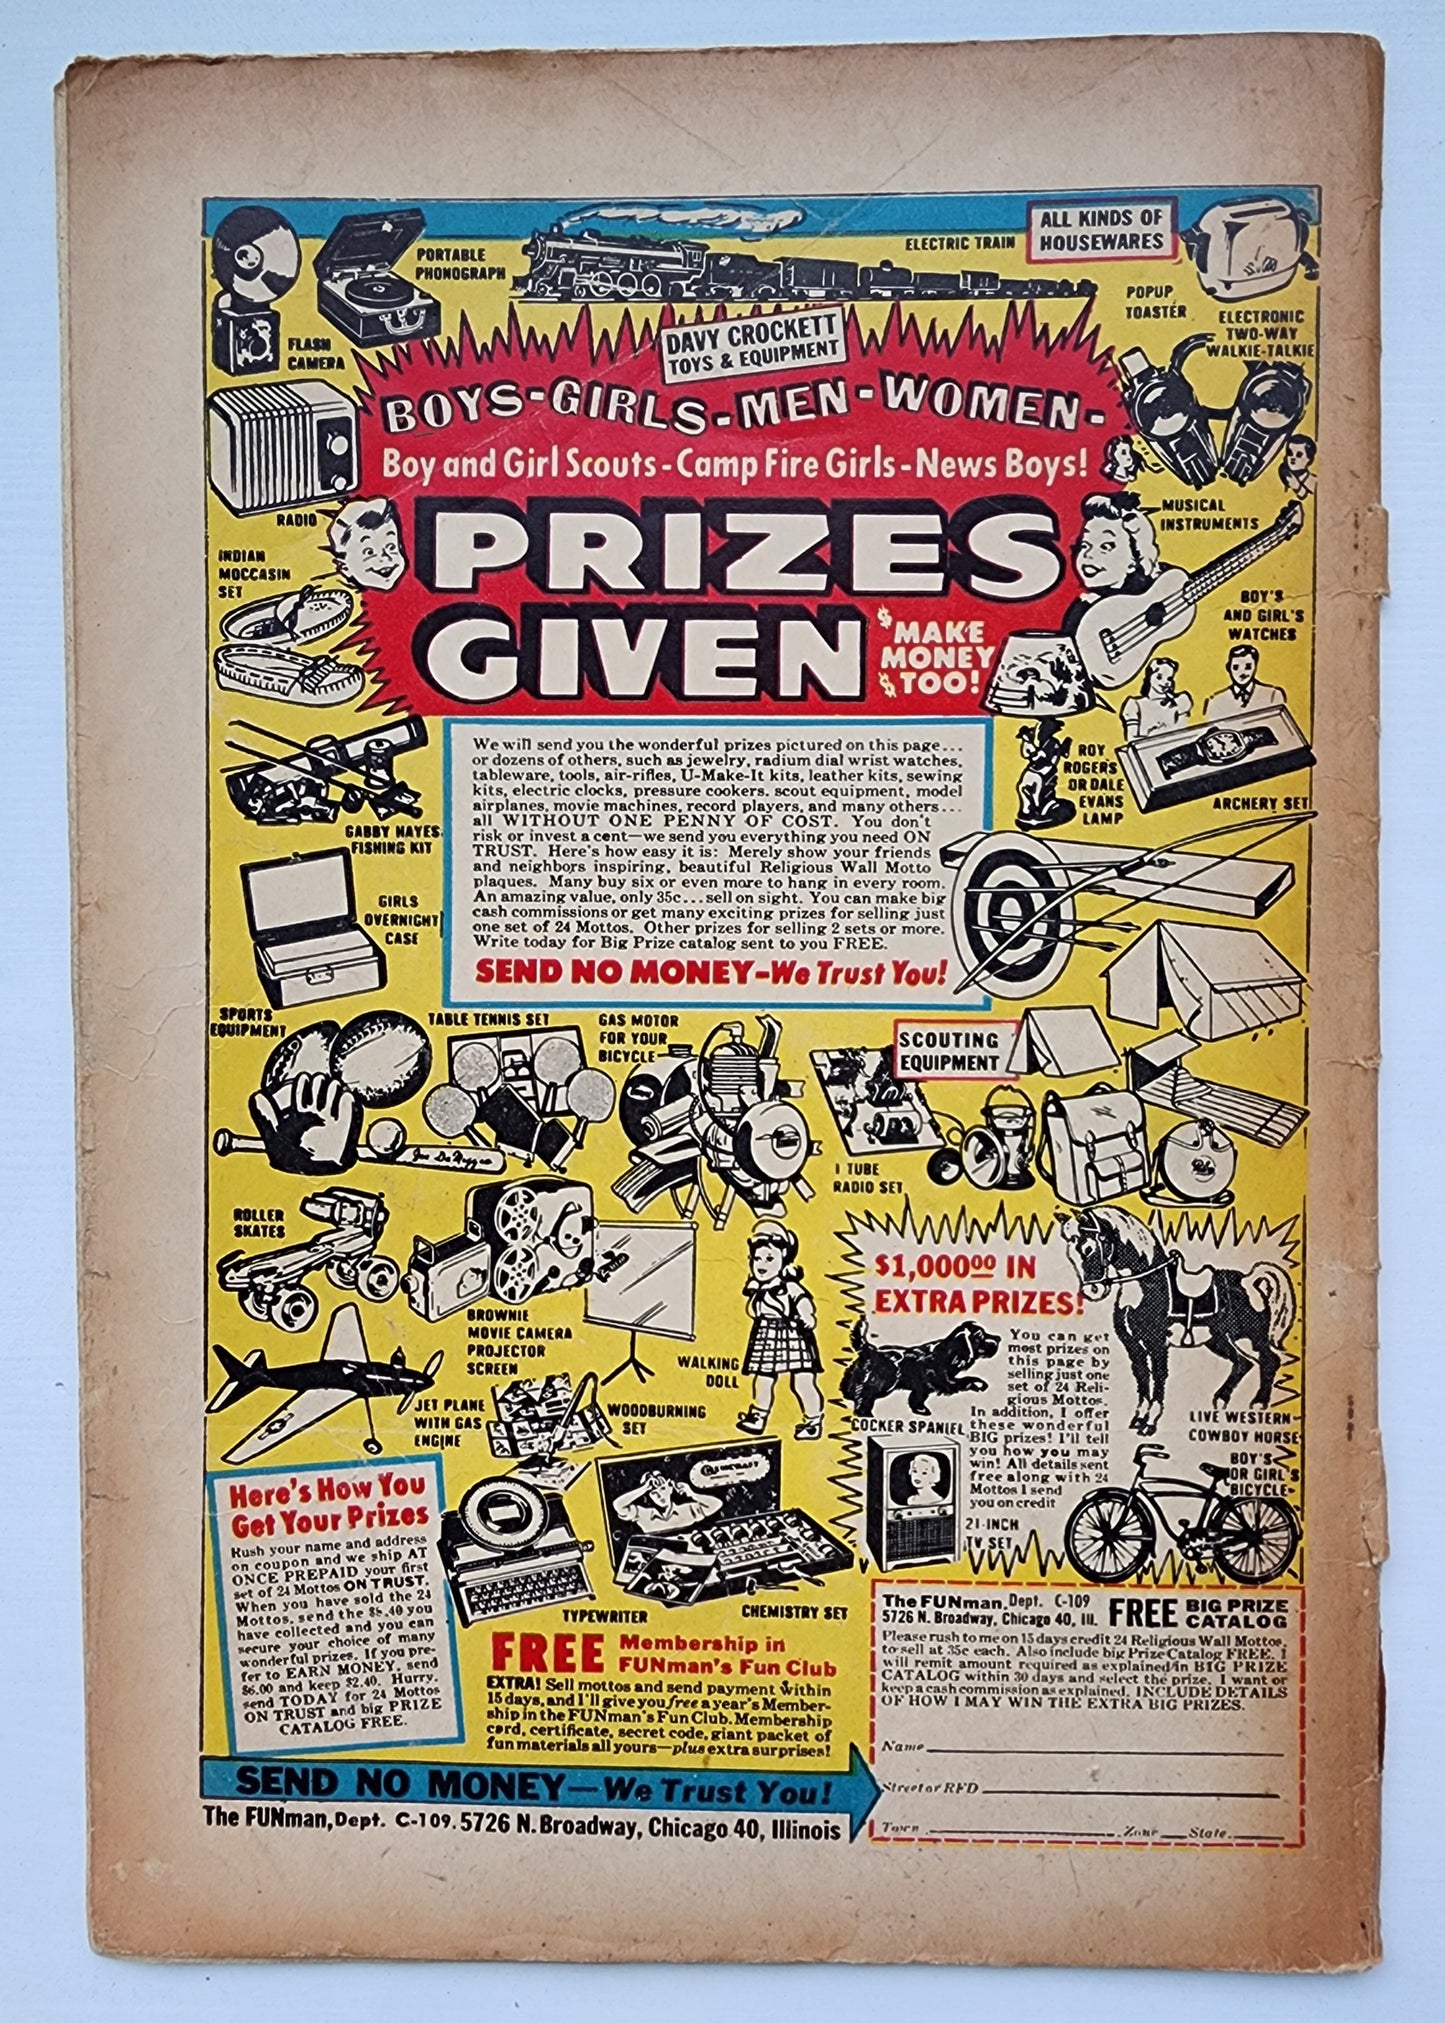 PORTABLE
PHONOGRAPH
ELECTRIC TRAIN
ALL KINDS OF
HOUSEWARES
POPUP
TOASTER
FLASH
CAMERA
ELECTRONIC
TWO-WAY
WALKIE-TALKIE
DAVY CROCKETT
TOYS & EQUIPMENT
BOYS-GIRLS-MEN-WOMEN-
Boy and Girl Scouts-Camp Fire Girls-News Boys!
RADIO
MUSICAL
INSTRUMENTS
PRIZES
GIVEN
$ MAKE
MONEY
$ TOO!
INDIAN
MOCCASIN
SET
BOY'S
AND GIRL'S
WATCHES
GABBY HAYES
FISHING KIT
ROY
ROGERS
OR DALE
EVANS
LAMP
ARCHERY SET
We will send you the wonderful prizes pictured on this page...
or dozens of others, such as jewelry, radium dial wrist watches,
tableware, tools, air-rifles, U-Make-It kits, leather kits, sewing
kits, electric clocks, pressure cookers. scout equipment, model
airplanes, movie machines, record players, and many others...
all WITHOUT ONE PENNY OF COST. You don't
risk or invest a cent—we send you everything you need ON
TRUST. Here's how easy it is: Merely show your friends
and neighbors inspiring, beautiful Religious Wall Motto
plaques. Many buy six or even more to hang in every room.
An amazing value, only 35c...sell on sight. You can make big
cash commissions or get many exciting prizes for selling just
one set of 24 Mottos. Other prizes for selling 2 sets or more.
Write today for Big Prize catalog sent to you FREE.
SEND NO MONEY-We Trust You!
GIRLS
OVERNIGHT
CASE
SPORTS
EQUIPMENT
TABLE TENNIS SET
GAS MOTOR
FOR YOUR
BICYCLE
SCOUTING
EQUIPMENT
1 TUBE
RADIO SET
ROLLER
SKATES
BROWNIE
MOVIE CAMERA
PROJECTOR
SCREEN
WALKING
DOLL
JET PLANE
WITH GAS
ENGINE
WOODBURNING
SET
$1,000⁰⁰ IN
EXTRA PRIZES!
You can get
most prizes on
this page by
selling just one
set of 24 Reli-
gious Mottos.
In addition, I offer
these wonderful
BIG prizes! I'll tell
you how you may
win! All details sent
free along with 24
Mottos I send
you on credit
COCKER SPANIEL
LIVE WESTERN
COWBOY HORSE
BOY'S
OR GIRL'S
BICYCLE
21-INCH
TV SET
Here's How You
Get Your Prizes
Rush your name and address
on coupon and we ship AT
ONCE PREPAID your first
set of 24 Mottos ON TRUST.
When you have sold the 24
Mottos, send the $8.40 you
have collected and you can
secure your choice of many
wonderful prizes. If you pre-
fer to EARN MONEY, send
$6.00 and keep $2.40. Hurry,
send TODAY for 24 Mottos
ON TRUST and big PRIZE
CATALOG FREE.
TYPEWRITER
CHEMISTRY SET
FREE Membership in
FUNman's Fun Club
EXTRA! Sell mottos and send payment within
15 days, and I'll give you free a year's Member-
ship in the FUNman's Fun Club. Membership
card, certificate, secret code, giant packet of
fun materials all yours—plus extra surprises!
The FUNman, Dept. C-109
5726 N. Broadway, Chicago 40, Ill.
FREE BIG PRIZE
CATALOG
Please rush to me on 15 days credit 24 Religious Wall Mottos,
to sell at 35c each. Also include big Prize Catalog FREE. I
will remit amount required as explained in BIG PRIZE
CATALOG within 30 days and select the prize. I want or
keep a cash commission as explained. INCLUDE DETAILS
OF HOW I MAY WIN THE EXTRA BIG PRIZES.
Name
Street or RFD
Town Zone State
SEND NO MONEY—We Trust You!
The FUNman, Dept. C-109. 5726 N. Broadway, Chicago 40, Illinois